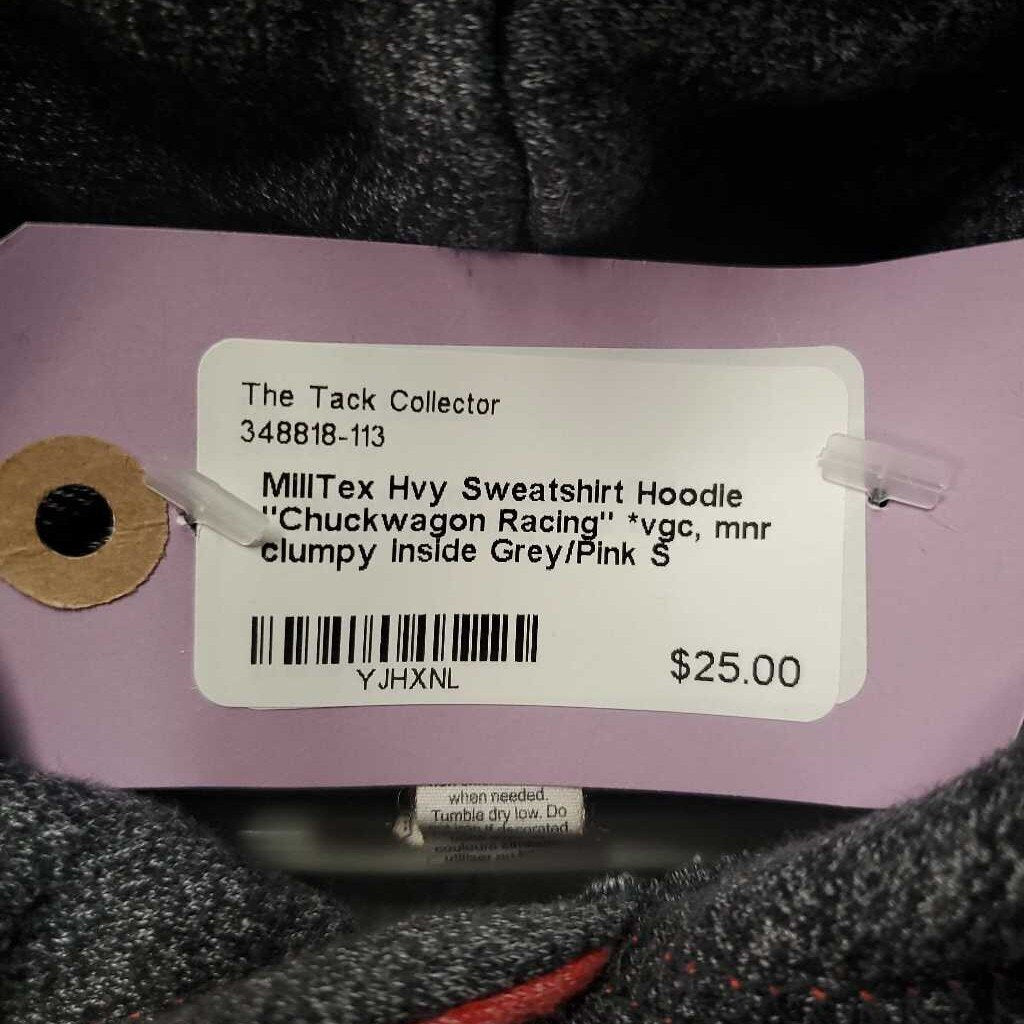 The Tack Collector
348818-113
MillTex Hvy Sweatshirt Hoodie
"Chuckwagon Racing" *vgc, mnr
clumpy inside Grey/Pink S
YJHXNL
$25.00
when needed.
Tumble dry low. Do